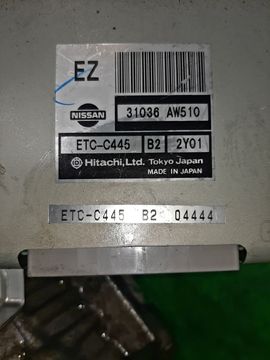 EZ
NISSAN
31036 AW510
ETC-C445 B2 2Y01
Hitachi, Ltd. Tokyo Japan
MADE IN JAPAN
ETC-C445 B2 04444